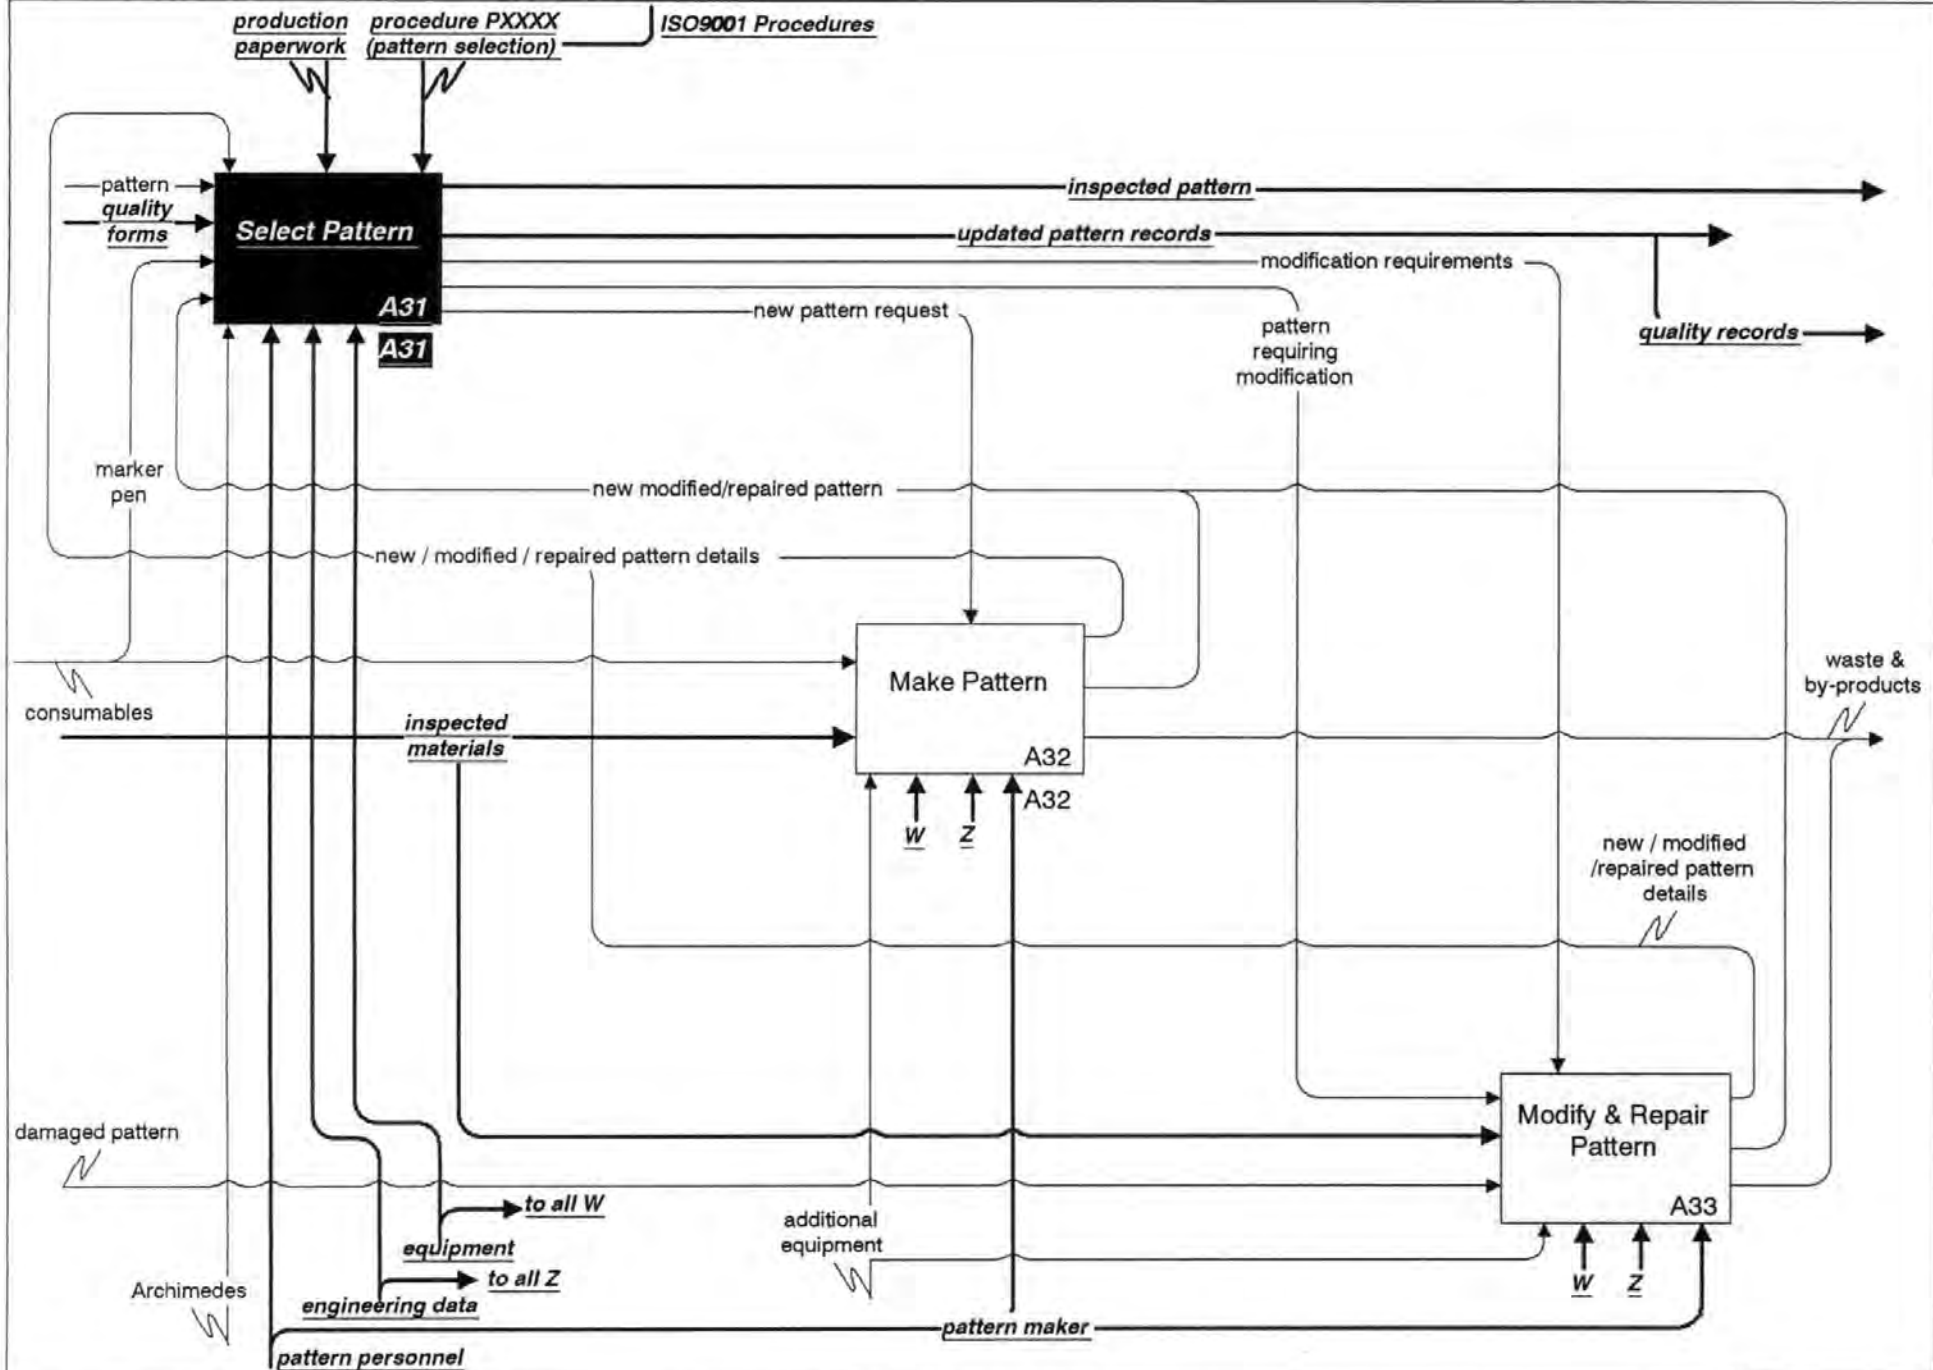 production
paperwork
procedure PXXXX
(pattern selection)
ISO9001 Procedures
pattern
quality
forms
Select Pattern
A31
A31
inspected pattern
updated pattern records
modification requirements
new pattern request
pattern
requiring
modification
quality records
marker
pen
new modified/repaired pattern
new / modified / repaired pattern details
consumables
inspected
materials
Make Pattern
A32
A32
W
Z
waste &
by-products
new / modified
/repaired pattern
details
damaged pattern
Modify & Repair
Pattern
A33
W
Z
to all W
equipment
to all Z
engineering data
additional
equipment
Archimedes
pattern maker
pattern personnel